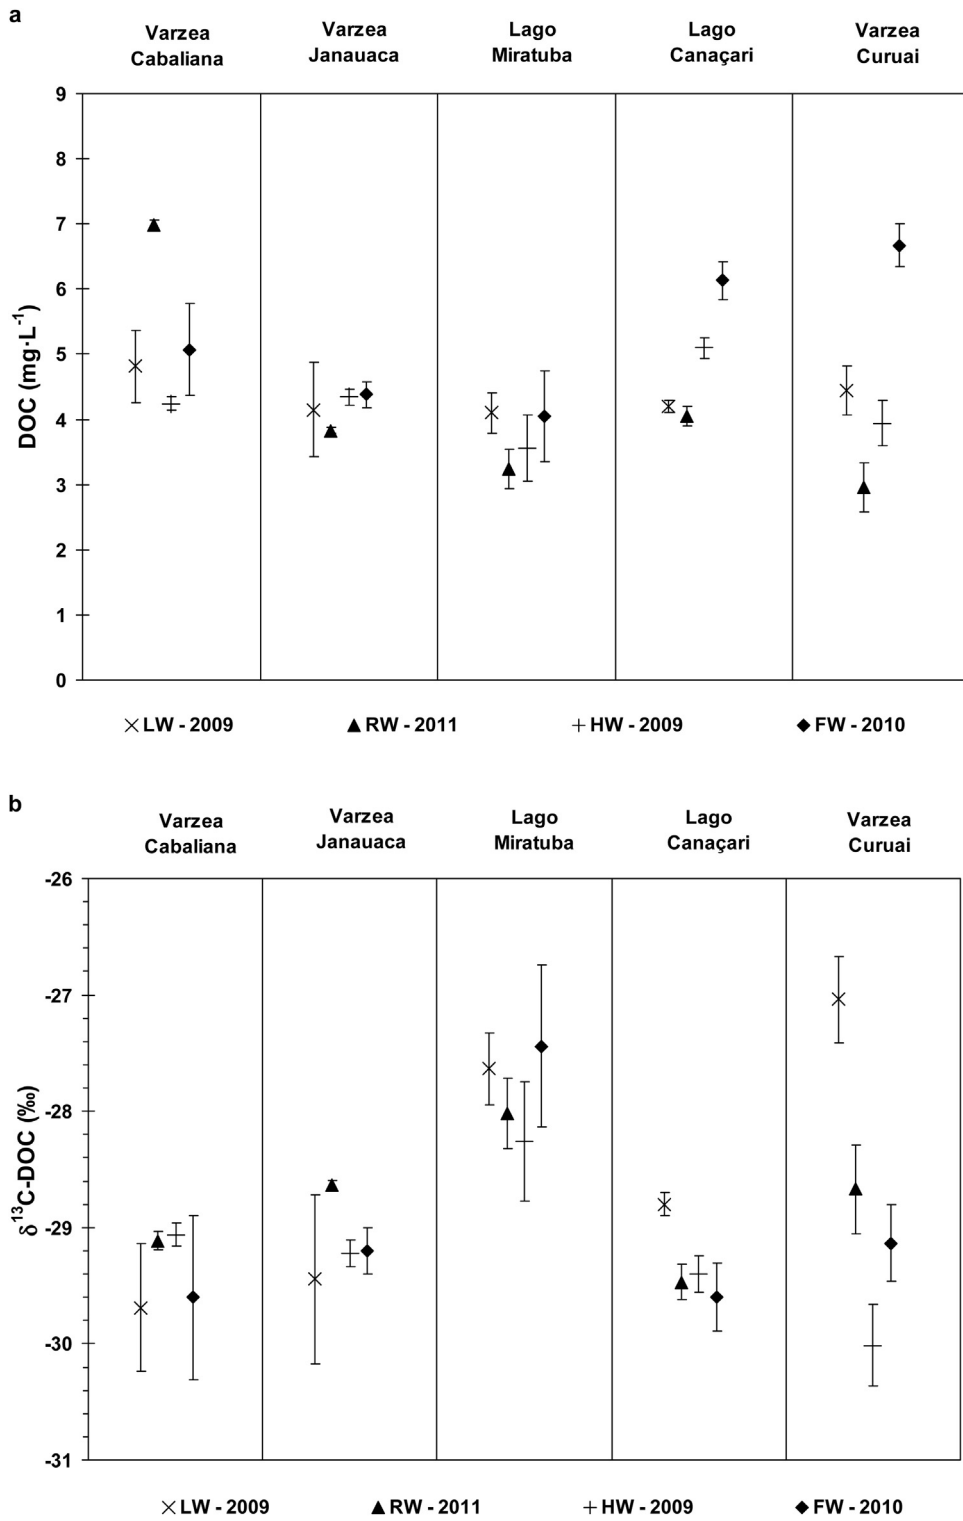 a
Varzea Cabaliana
Varzea Janauaca
Lago Miratuba
Lago Canaçari
Varzea Curuai
9
8
7
6
5
4
3
2
1
0
DOC (mg·L⁻¹)
LW - 2009 RW - 2011 HW - 2009 FW - 2010
b
Varzea Cabaliana
Varzea Janauaca
Lago Miratuba
Lago Canaçari
Varzea Curuai
-26
-27
-28
-29
-30
-31
δ¹³C-DOC (‰)
LW - 2009 RW - 2011 HW - 2009 FW - 2010